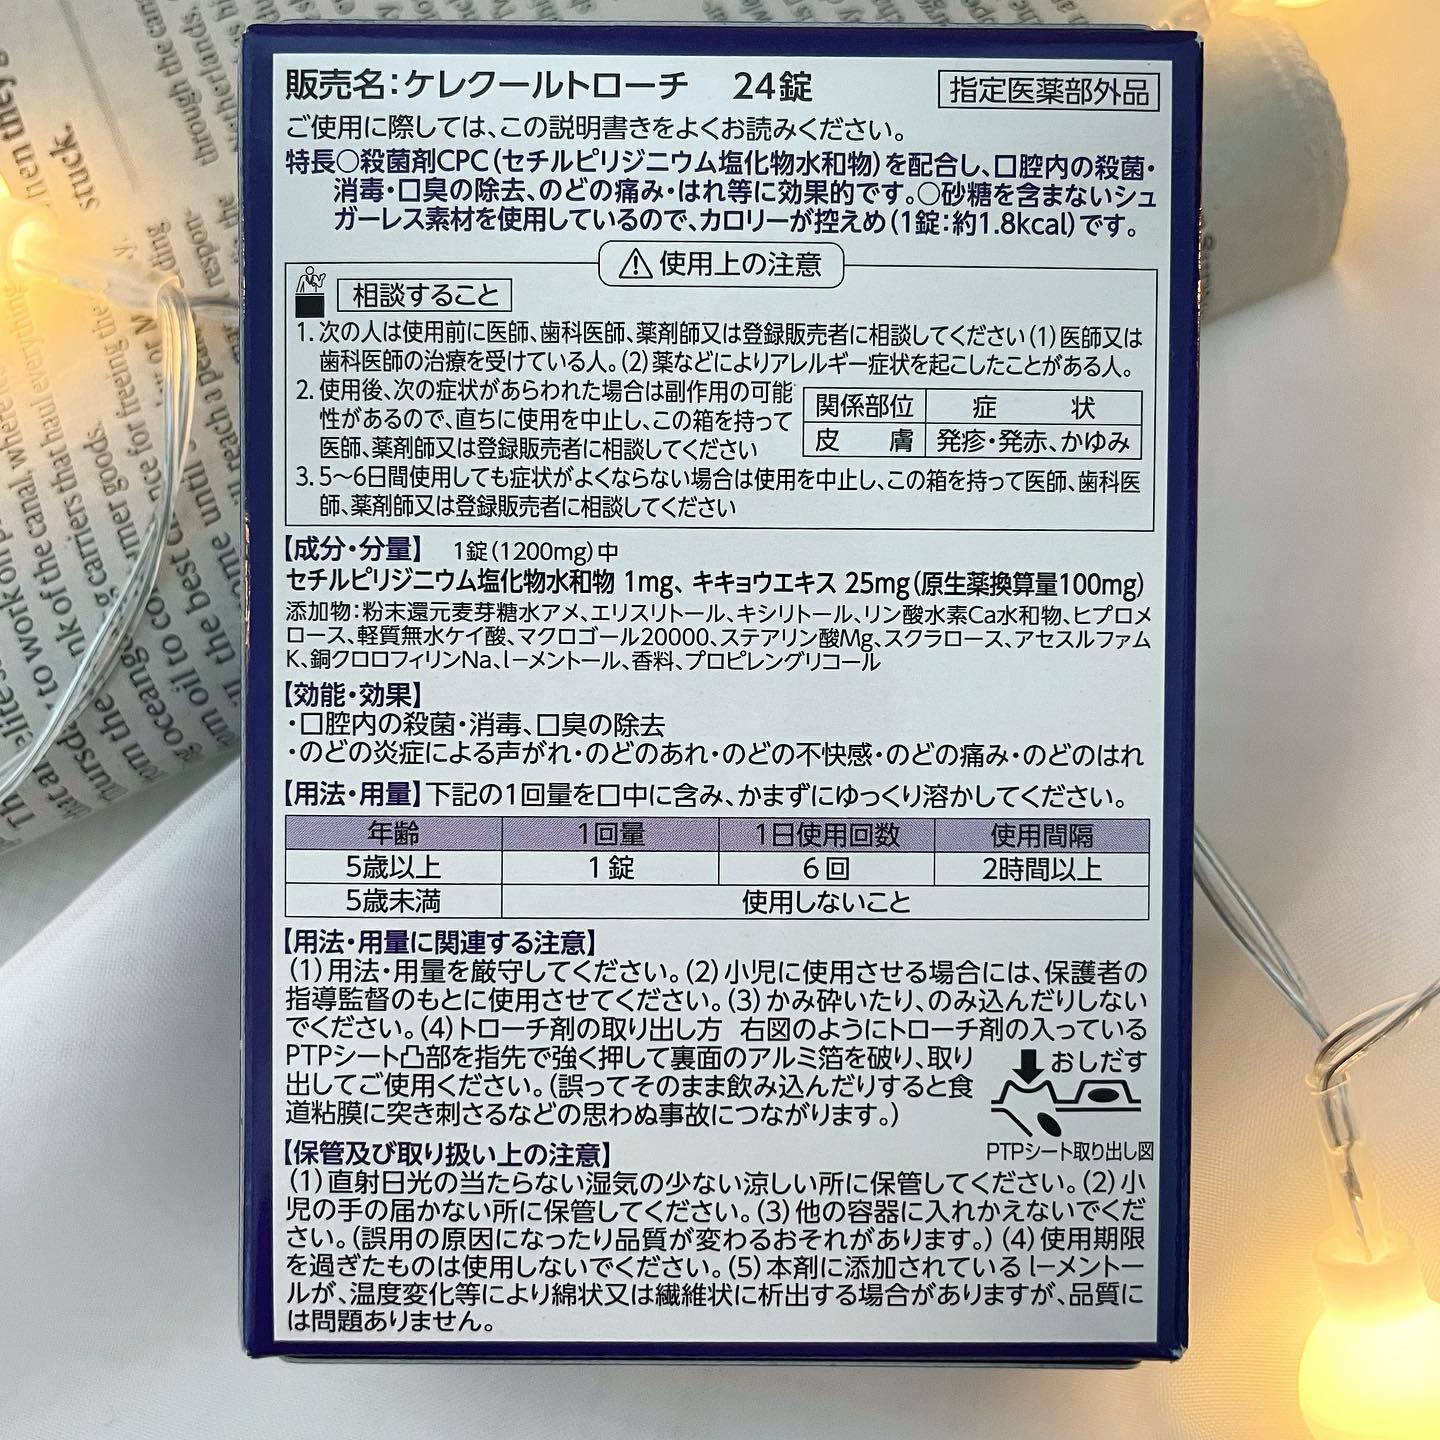 販売名:ケレクールトローチ　24錠
指定医薬部外品
ご使用に際しては、この説明書きをよくお読みください。
特長○殺菌剤CPC(セチルピリジニウム塩化物水和物)を配合し、口腔内の殺菌・
消毒・口臭の除去、のどの痛み・はれ等に効果的です。○砂糖を含まないシュ
ガーレス素材を使用しているので、カロリーが控えめ(1錠:約1.8kcal)です。
使用上の注意
相談すること
1. 次の人は使用前に医師、歯科医師、薬剤師又は登録販売者に相談してください(1)医師又は
歯科医師の治療を受けている人。(2)薬などによりアレルギー症状を起こしたことがある人。
2. 使用後、次の症状があらわれた場合は副作用の可能
性があるので、直ちに使用を中止し、この箱を持って
医師、薬剤師又は登録販売者に相談してください
関係部位 症　状
皮　膚 発疹・発赤、かゆみ
3. 5〜6日間使用しても症状がよくならない場合は使用を中止し、この箱を持って医師、歯科医
師、薬剤師又は登録販売者に相談してください
【成分・分量】 1錠(1200mg)中
セチルピリジニウム塩化物水和物 1mg、キキョウエキス 25mg(原生薬換算量100mg)
添加物:粉末還元麦芽糖水アメ、エリスリトール、キシリトール、リン酸水素Ca水和物、ヒプロメ
ロース、軽質無水ケイ酸、マクロゴール20000、ステアリン酸Mg、スクラロース、アセスルファム
K、銅クロロフィリンNa、l-メントール、香料、プロピレングリコール
【効能・効果】
・口腔内の殺菌・消毒、口臭の除去
・のどの炎症による声がれ・のどのあれ・のどの不快感・のどの痛み・のどのはれ
【用法・用量】下記の1回量を口中に含み、かまずにゆっくり溶かしてください。
年齢 1回量 1日使用回数 使用間隔
5歳以上 1錠 6回 2時間以上
5歳未満 使用しないこと
【用法・用量に関連する注意】
(1)用法・用量を厳守してください。(2)小児に使用させる場合には、保護者の
指導監督のもとに使用させてください。(3)かみ砕いたり、のみ込んだりしない
でください。(4)トローチ剤の取り出し方 右図のようにトローチ剤の入っている
PTPシート凸部を指先で強く押して裏面のアルミ箔を破り、取り
出してご使用ください。(誤ってそのまま飲み込んだりすると食
道粘膜に突き刺さるなどの思わぬ事故につながります。)
おしだす
PTPシート取り出し図
【保管及び取り扱い上の注意】
(1)直射日光の当たらない湿気の少ない涼しい所に保管してください。(2)小
児の手の届かない所に保管してください。(3)他の容器に入れかえないでくだ
さい。(誤用の原因になったり品質が変わるおそれがあります。)(4)使用期限
を過ぎたものは使用しないでください。(5)本剤に添加されているl-メントー
ルが、温度変化等により綿状又は繊維状に析出する場合がありますが、品質に
は問題ありません。